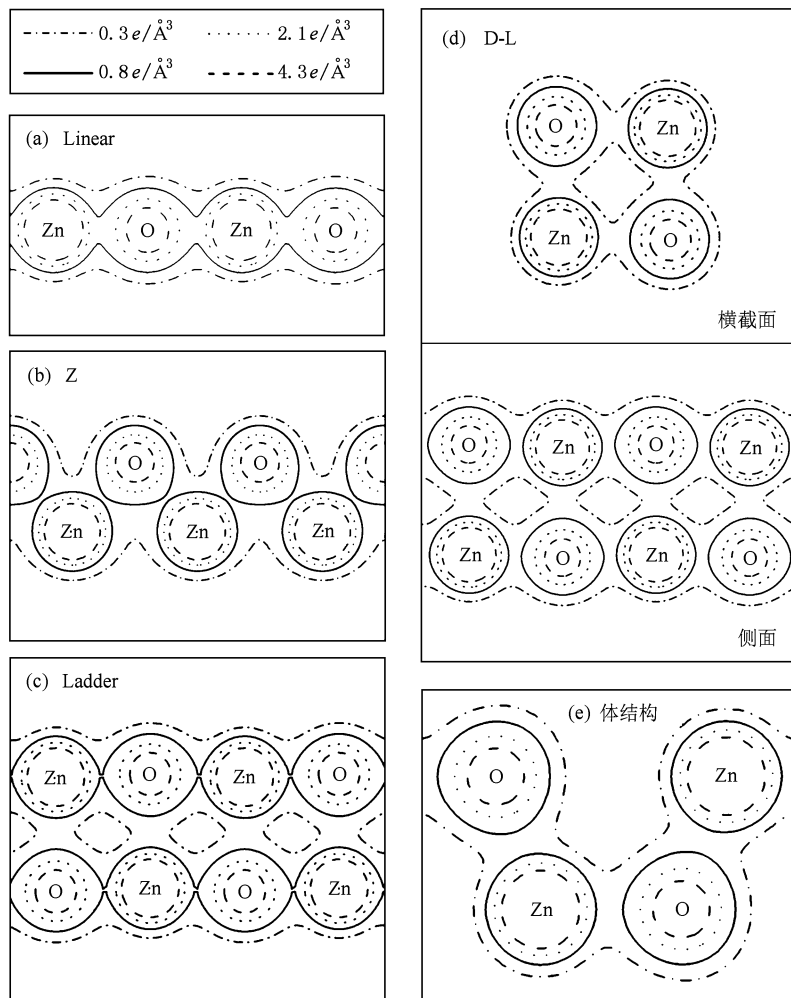 0.3e/Å³ 2.1e/Å³
0.8e/Å³ 4.3e/Å³
(a) Linear
Zn O Zn O
(b) Z
O O
Zn Zn Zn
(c) Ladder
Zn O Zn O
O Zn O Zn
(d) D-L
O Zn
Zn O
横截面
O Zn O Zn
Zn O Zn O
侧面
(e) 体结构
O Zn
Zn O